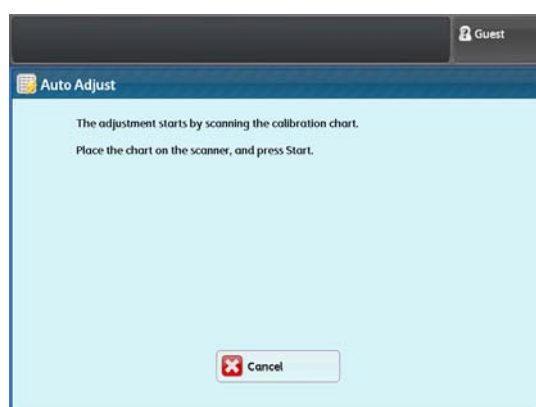 Guest
Auto Adjust
The adjustment starts by scanning the calibration chart.
Place the chart on the scanner, and press Start.
Cancel